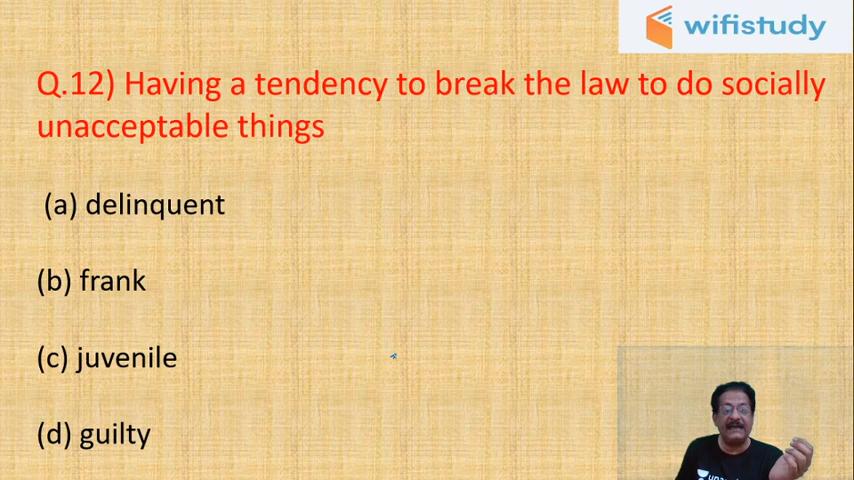 wifistudy
Q.12) Having a tendency to break the law to do socially
unacceptable things
(a) delinquent
(b) frank
(c) juvenile
(d) guilty